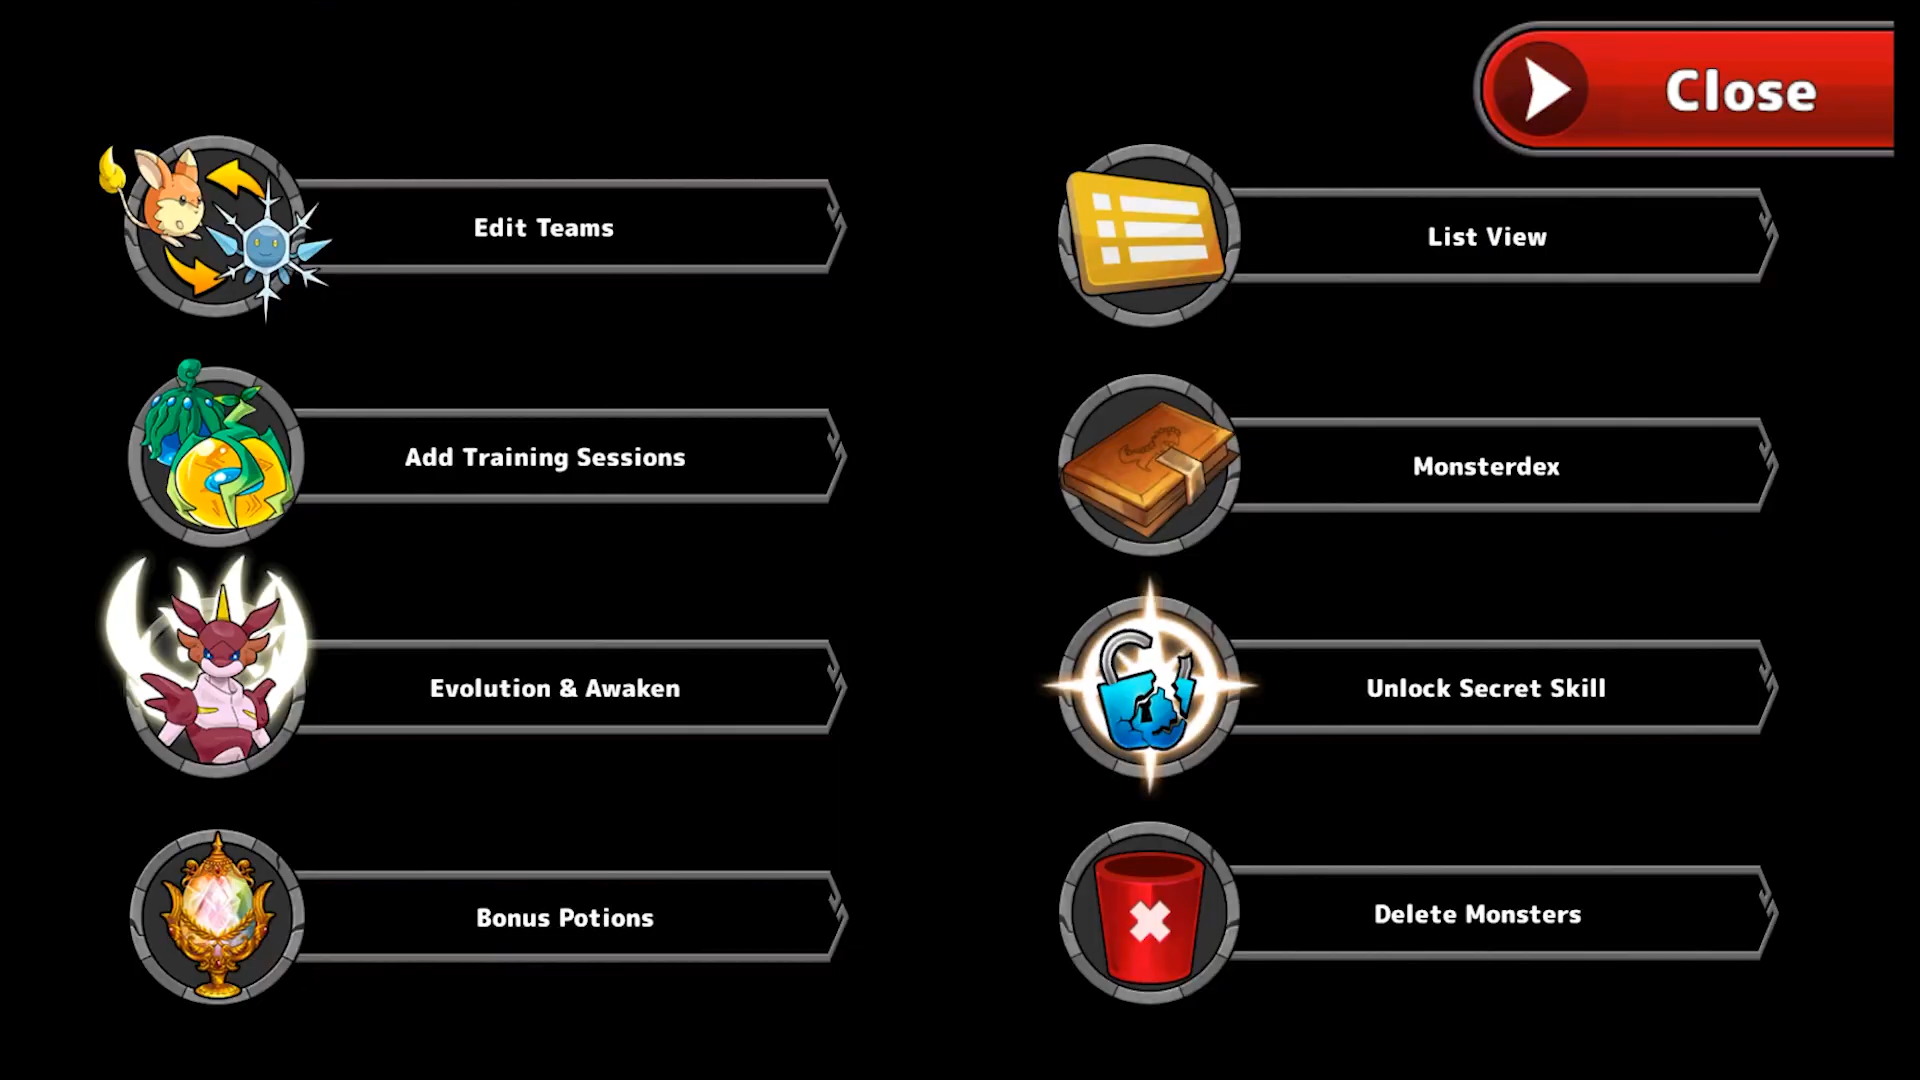 Close
Edit Teams
List View
Add Training Sessions
Monsterdex
Evolution & Awaken
Unlock Secret Skill
Bonus Potions
Delete Monsters